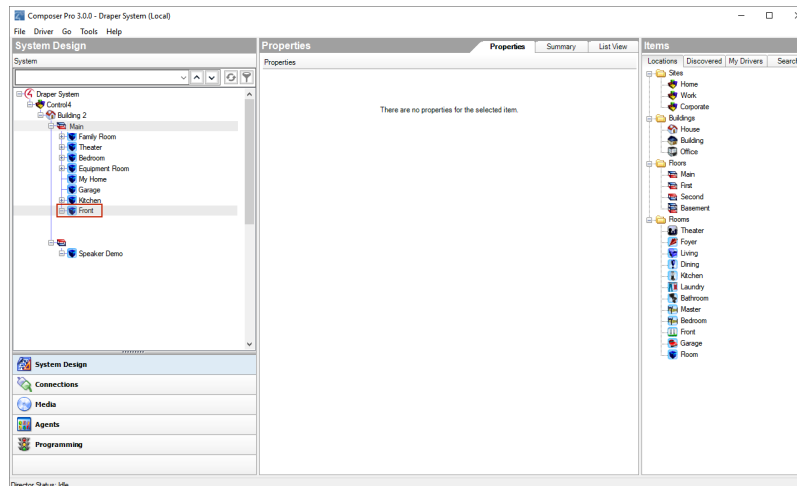 Composer Pro 3.0.0 - Draper System (Local)
File Driver Go Tools Help
System Design
System
Draper System
Control4
Building 2
Main
Family Room
Theater
Bedroom
Equipment Room
My Home
Garage
Kitchen
Front
Speaker Demo
System Design
Connections
Media
Agents
Programming
Director Status: Idle
Properties
Properties Summary List View
Properties
There are no properties for the selected item.
Items
Locations Discovered My Drivers Search
Sites
Home
Work
Corporate
Buildings
House
Building
Office
Floors
Main
First
Second
Basement
Rooms
Theater
Foyer
Living
Dining
Kitchen
Laundry
Bathroom
Master
Bedroom
Front
Garage
Room